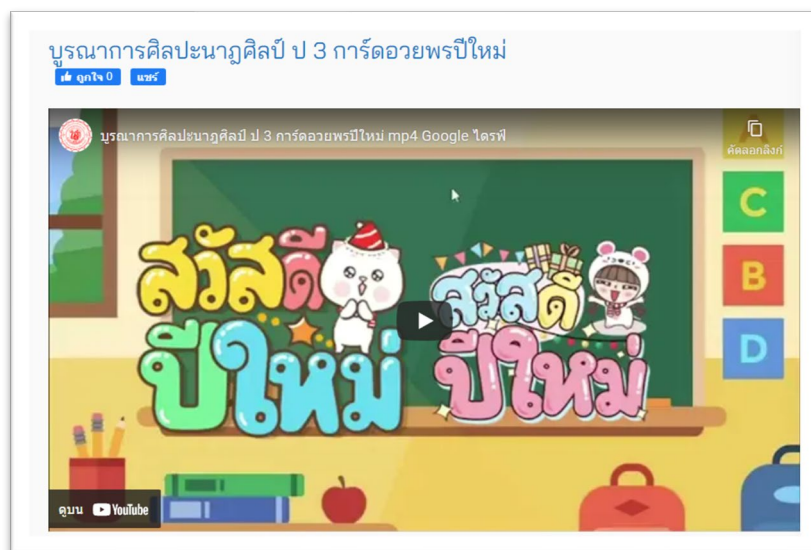 บูรณาการศิลปะนาฏศิลป์ ป 3 การ์ดอวยพรปีใหม่
ถูกใจ 0 แชร์
บูรณาการศิลปะนาฏศิลป์ ป 3 การ์ดอวยพรปีใหม่ mp4 Google ไดรฟ์
คัดลอกลิงก์
A
C
B
D
สวัสดี
ปีใหม่
สวัสดี
ปีใหม่
ดูบน YouTube